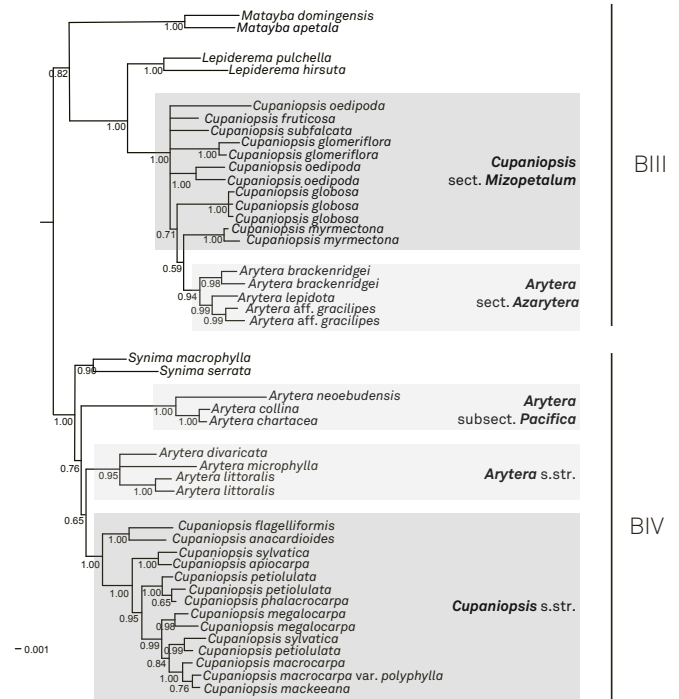 Matayba domingensis
1.00
Matayba apetala
0.82
Lepiderema pulchella
1.00
Lepiderema hirsuta
1.00
Cupaniopsis oedipoda
Cupaniopsis fruticosa
Cupaniopsis subfalcata
Cupaniopsis glomeriflora
1.00
Cupaniopsis glomeriflora
1.00
Cupaniopsis oedipoda
1.00
Cupaniopsis oedipoda
Cupaniopsis globosa
Cupaniopsis globosa
1.00
Cupaniopsis globosa
Cupaniopsis myrmectona
0.71
1.00
Cupaniopsis myrmectona
Cupaniopsis
sect. Mizopetalum
BIII
0.59
Arytera brackenridgei
0.98
Arytera brackenridgei
0.94
Arytera lepidota
0.99
Arytera aff. gracilipes
0.99
Arytera aff. gracilipes
Arytera
sect. Azarytera
Synima macrophylla
0.90
Synima serrata
Arytera neoebudensis
1.00
Arytera collina
1.00
Arytera chartacea
Arytera
subsect. Pacifica
1.00
Arytera divaricata
0.76
Arytera microphylla
0.95
Arytera littoralis
1.00
Arytera littoralis
Arytera s.str.
0.65
Cupaniopsis flagelliformis
1.00
Cupaniopsis anacardioides
1.00
Cupaniopsis sylvatica
1.00
Cupaniopsis apiocarpa
Cupaniopsis petiolulata
1.00
Cupaniopsis petiolulata
0.65
Cupaniopsis phalacrocarpa
0.95
Cupaniopsis megalocarpa
0.98
Cupaniopsis megalocarpa
0.99
Cupaniopsis sylvatica
0.99
Cupaniopsis petiolulata
0.84
Cupaniopsis macrocarpa
1.00
Cupaniopsis macrocarpa var. polyphylla
0.76
Cupaniopsis mackeeana
Cupaniopsis s.str.
BIV
0.001